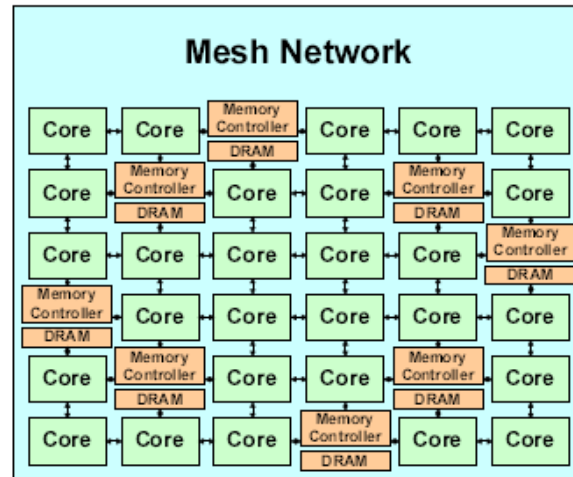 Mesh Network
Core Core Memory Controller DRAM Core Core Core
Core Memory Controller DRAM Core Core Memory Controller DRAM Core
Core Core Core Core Core Memory Controller DRAM
Memory Controller DRAM Core Core Core Core Core
Core Memory Controller DRAM Core Core Memory Controller DRAM Core
Core Core Core Memory Controller DRAM Core Core